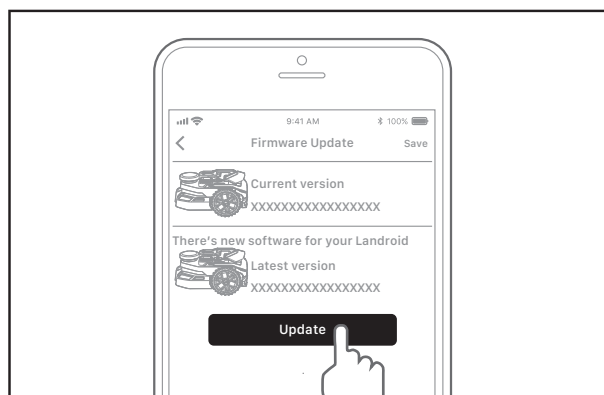 9:41 AM 100%
Firmware Update Save
Current version
XXXXXXXXXXXXXXXXX
There's new software for your Landroid
Latest version
XXXXXXXXXXXXXXXXX
Update